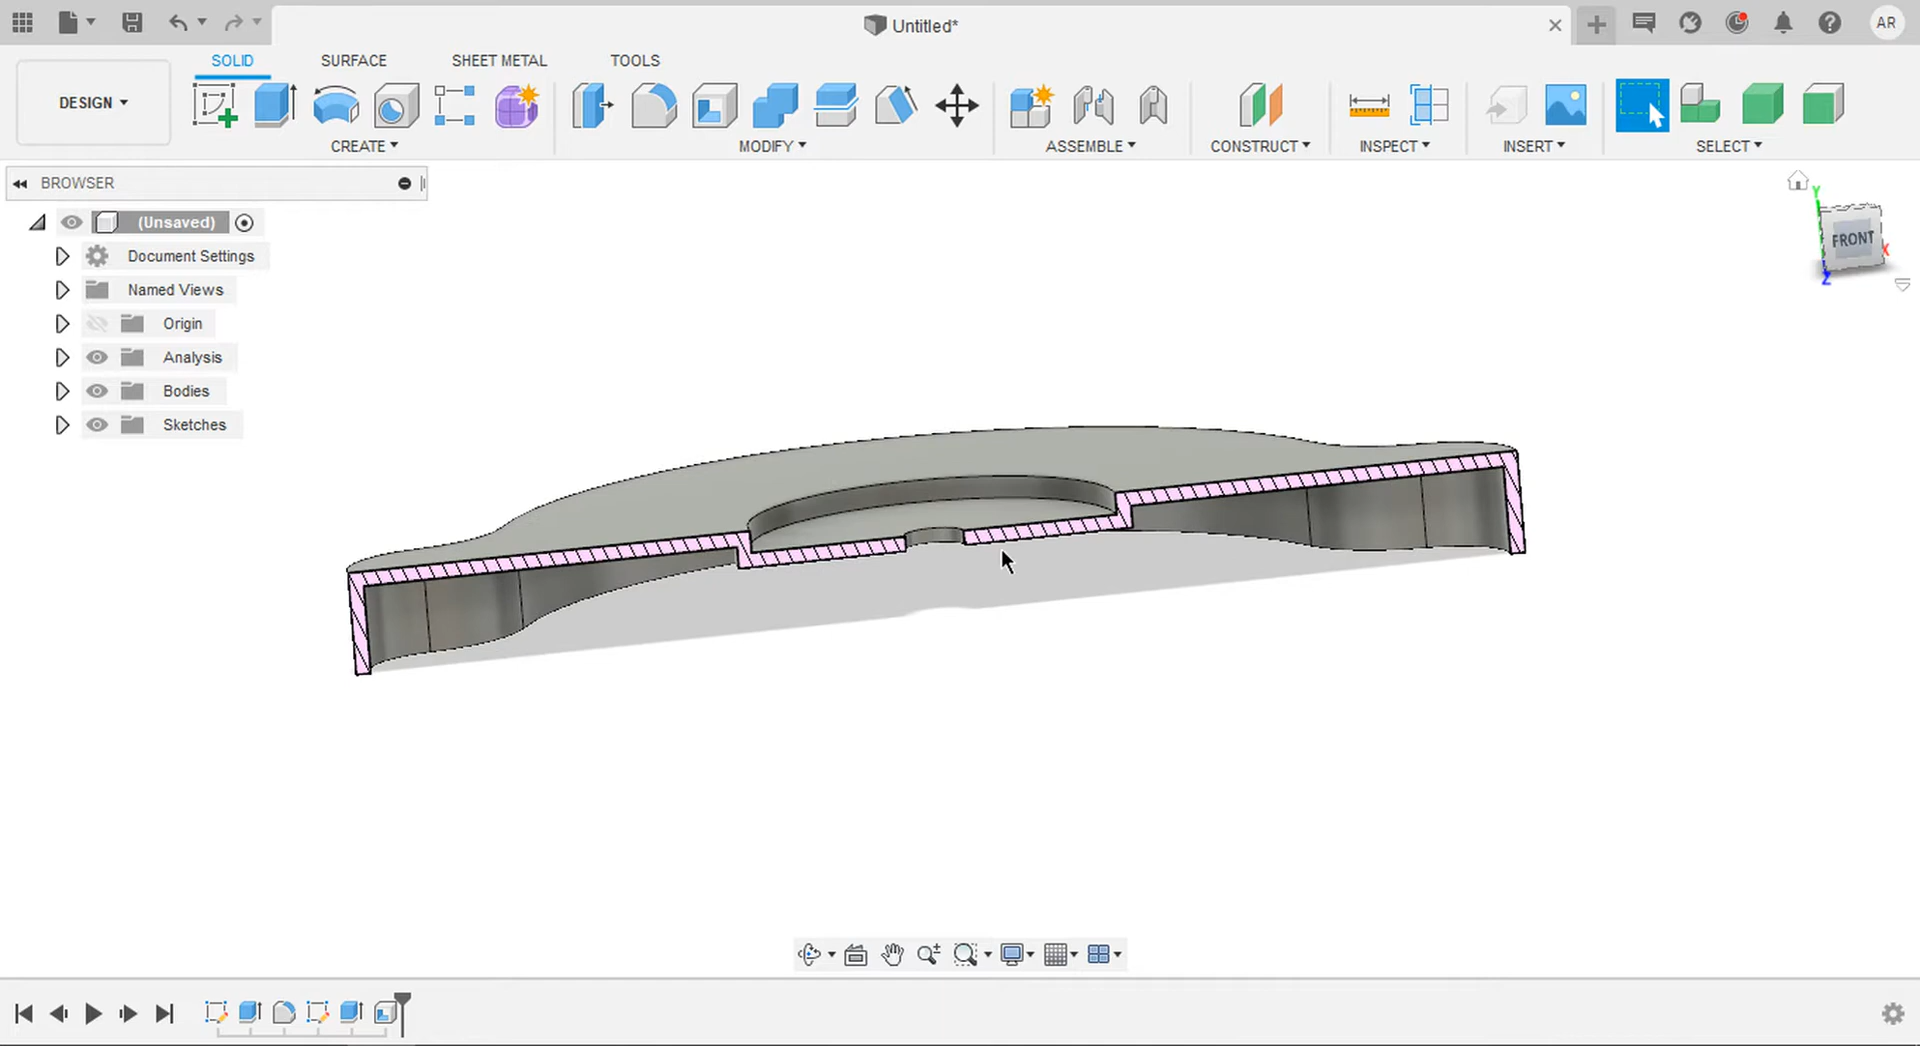 Untitled*
AR
SOLID
SURFACE
SHEET METAL
TOOLS
DESIGN
CREATE
MODIFY
ASSEMBLE
CONSTRUCT
INSPECT
INSERT
SELECT
BROWSER
(Unsaved)
Document Settings
Named Views
Origin
Analysis
Bodies
Sketches
Y
FRONT
X
Z